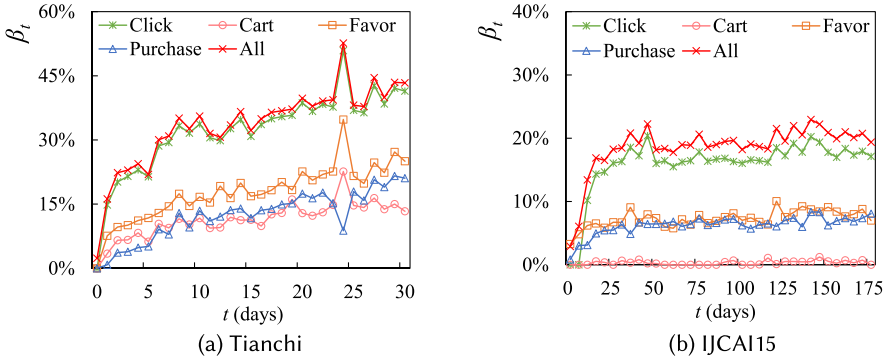 βt
Click
Cart
Favor
Purchase
All
60%
45%
30%
15%
0%
0 5 10 15 20 25 30
t (days)
(a) Tianchi
βt
Click
Cart
Favor
Purchase
All
40%
30%
20%
10%
0%
0 25 50 75 100 125 150 175
t (days)
(b) IJCAI15